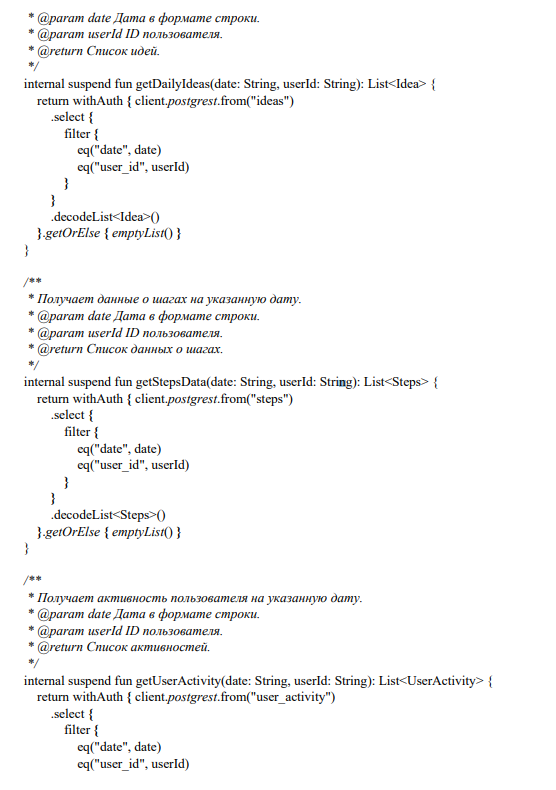 * @param date Дата в формате строки.
* @param userId ID пользователя.
* @return Список идей.
*/
internal suspend fun getDailyIdeas(date: String, userId: String): List<Idea> {
return withAuth { client.postgrest.from("ideas")
.select {
filter {
eq("date", date)
eq("user_id", userId)
}
}
.decodeList<Idea>()
}.getOrElse { emptyList() }
}
/**
* Получает данные о шагах на указанную дату.
* @param date Дата в формате строки.
* @param userId ID пользователя.
* @return Список данных о шагах.
*/
internal suspend fun getStepsData(date: String, userId: String): List<Steps> {
return withAuth { client.postgrest.from("steps")
.select {
filter {
eq("date", date)
eq("user_id", userId)
}
}
.decodeList<Steps>()
}.getOrElse { emptyList() }
}
/**
* Получает активность пользователя на указанную дату.
* @param date Дата в формате строки.
* @param userId ID пользователя.
* @return Список активностей.
*/
internal suspend fun getUserActivity(date: String, userId: String): List<UserActivity> {
return withAuth { client.postgrest.from("user_activity")
.select {
filter {
eq("date", date)
eq("user_id", userId)